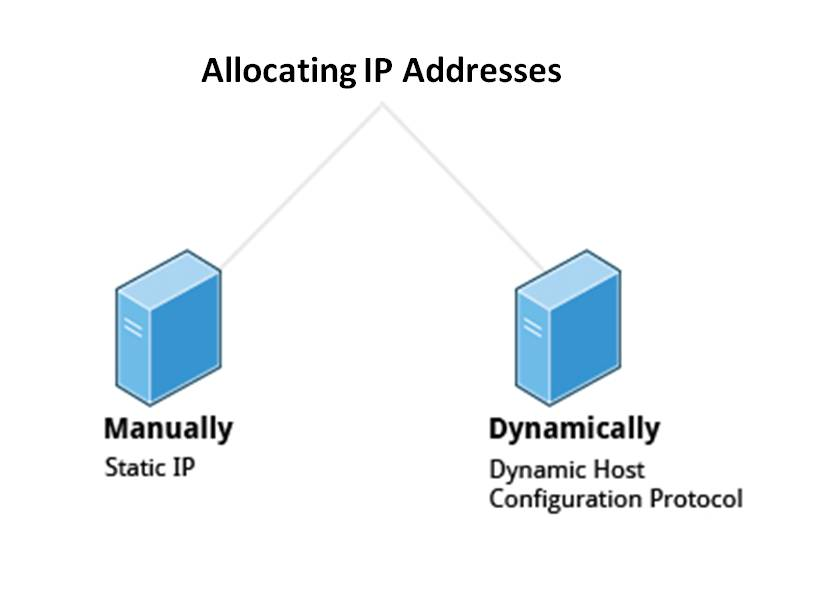 Allocating IP Addresses
Manually
Static IP
Dynamically
Dynamic Host
Configuration Protocol